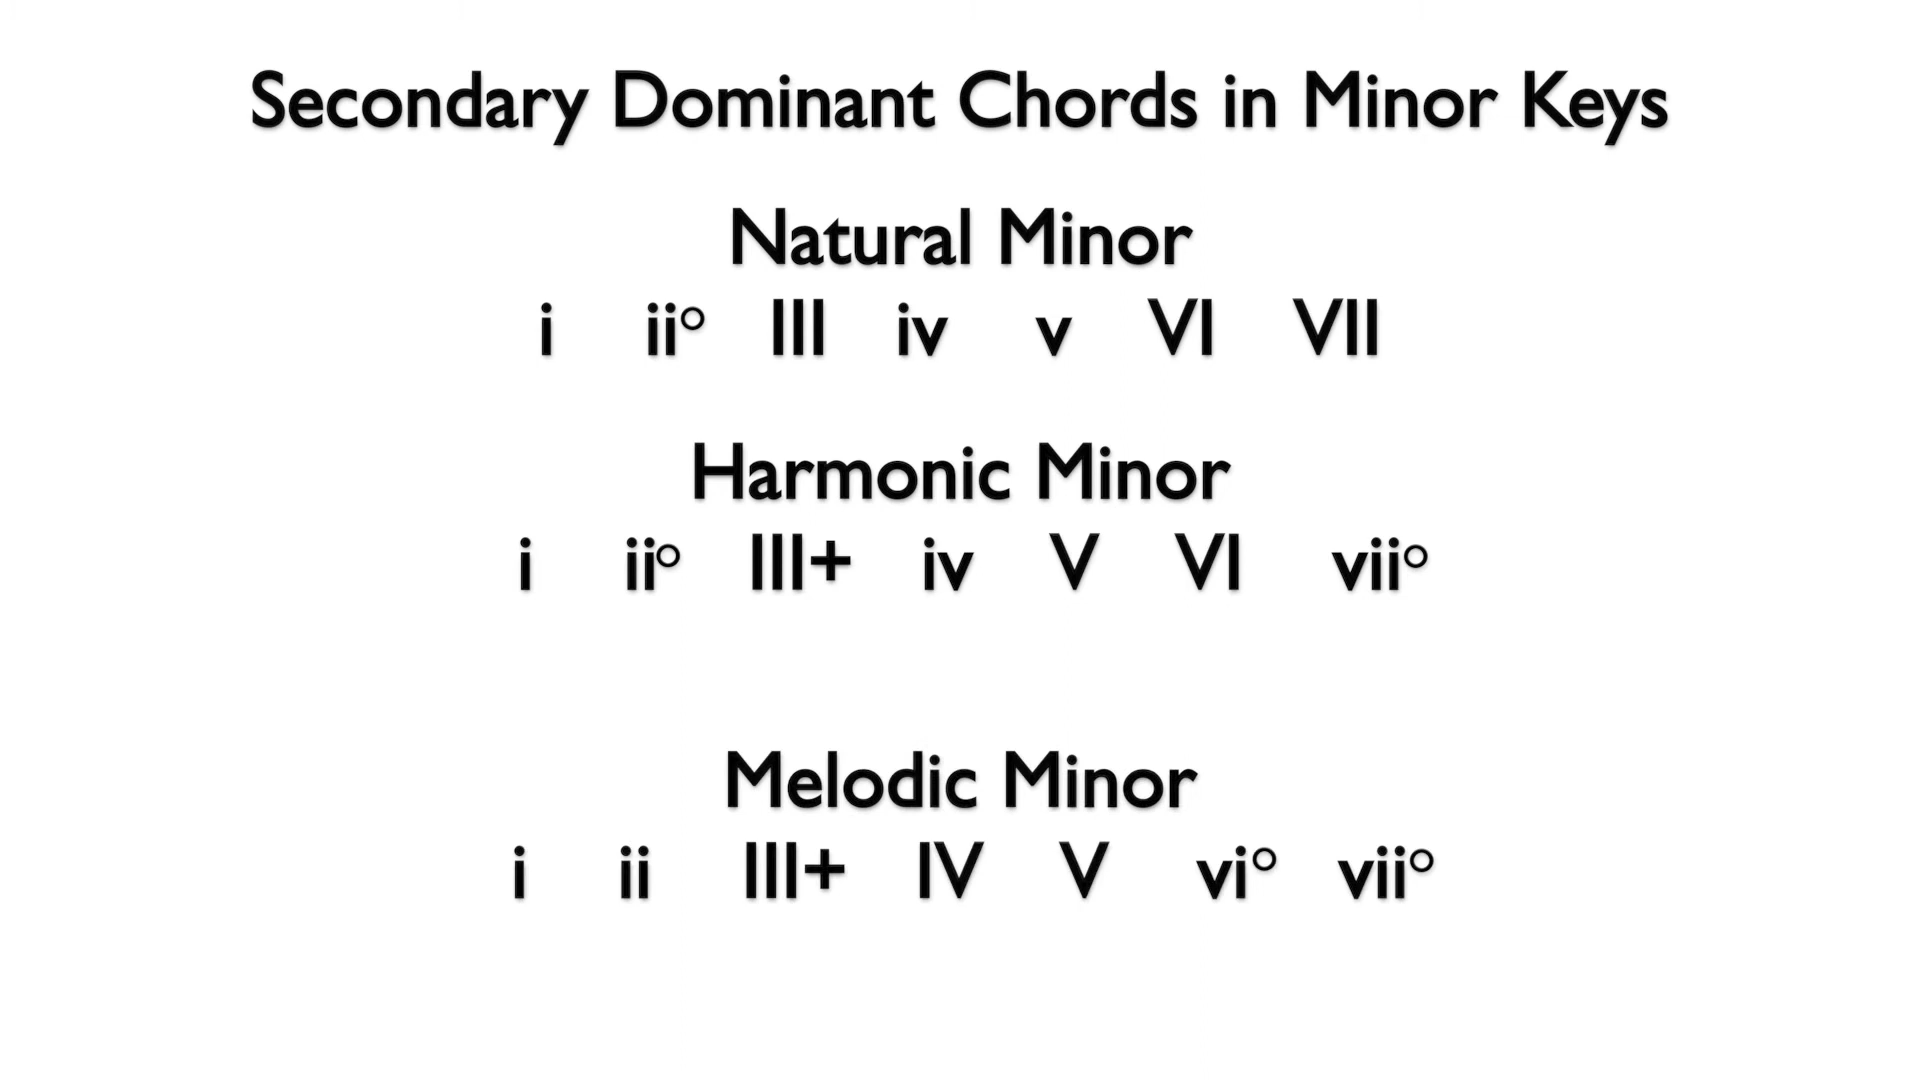 Secondary Dominant Chords in Minor Keys
Natural Minor
i ii° III iv v VI VII
Harmonic Minor
i ii° III+ iv V VI vii°
Melodic Minor
i ii III+ IV V vi° vii°